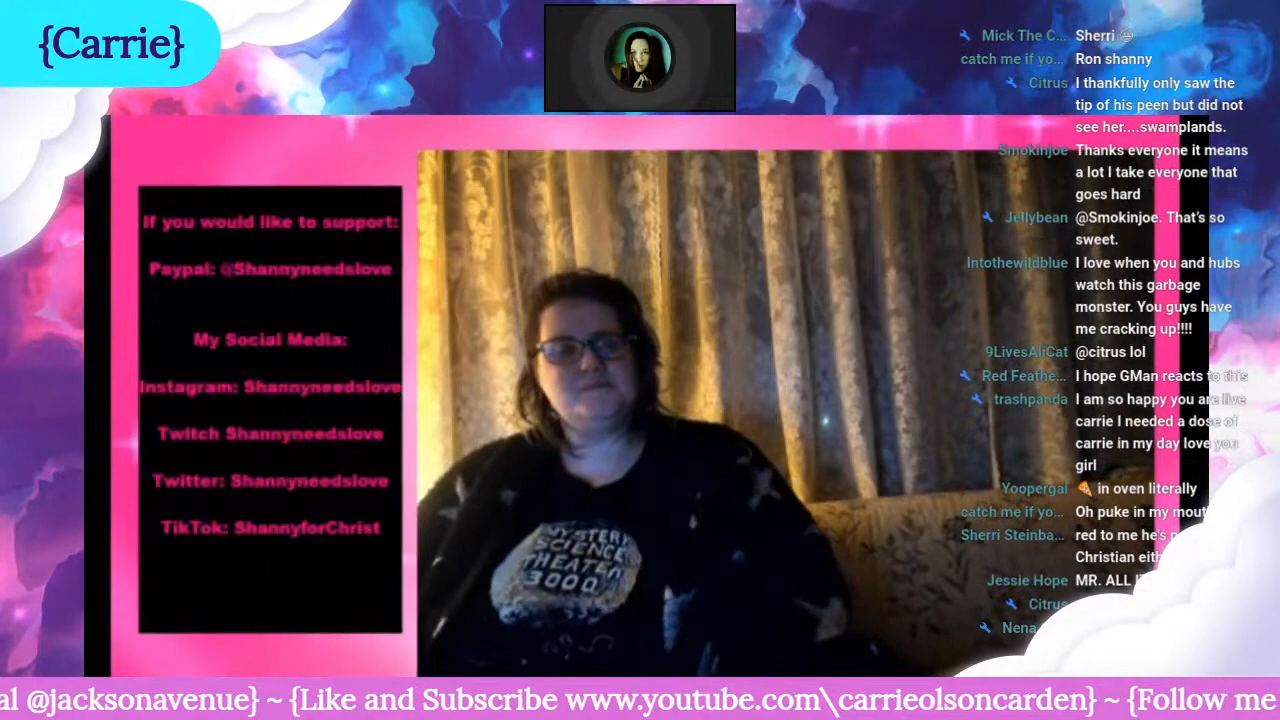 {Carrie}
If you would like to support:
Paypal: @Shannyneedslove
My Social Media:
Instagram: Shannyneedslove
Twitch Shannyneedslove
Twitter: Shannyneedslove
TikTok: ShannyforChrist
MYSTERY
SCIENCE
THEATER
3000
Mick The C... Sherri
catch me if yo... Ron shanny
Citrus I thankfully only saw the
tip of his peen but did not
see her....swamplands.
Smokinjoe Thanks everyone it means
a lot I take everyone that
goes hard
Jellybean @Smokinjoe. That's so
sweet.
Intothewildblue I love when you and hubs
watch this garbage
monster. You guys have
me cracking up!!!!
9LivesAliCat @citrus lol
Red Feathe... I hope GMan reacts to this
trashpanda I am so happy you are live
carrie I needed a dose of
carrie in my day love you
girl
Yoopergal 🍕 in oven literally
catch me if yo... Oh puke in my
Sherri Steinba... red to me he's
Christian
Jessie Hope MR. ALL
Citrus
Nena
al @jacksonavenue} ~ {Like and Subscribe www.youtube.com\carrieolsoncarden} ~ {Follow me